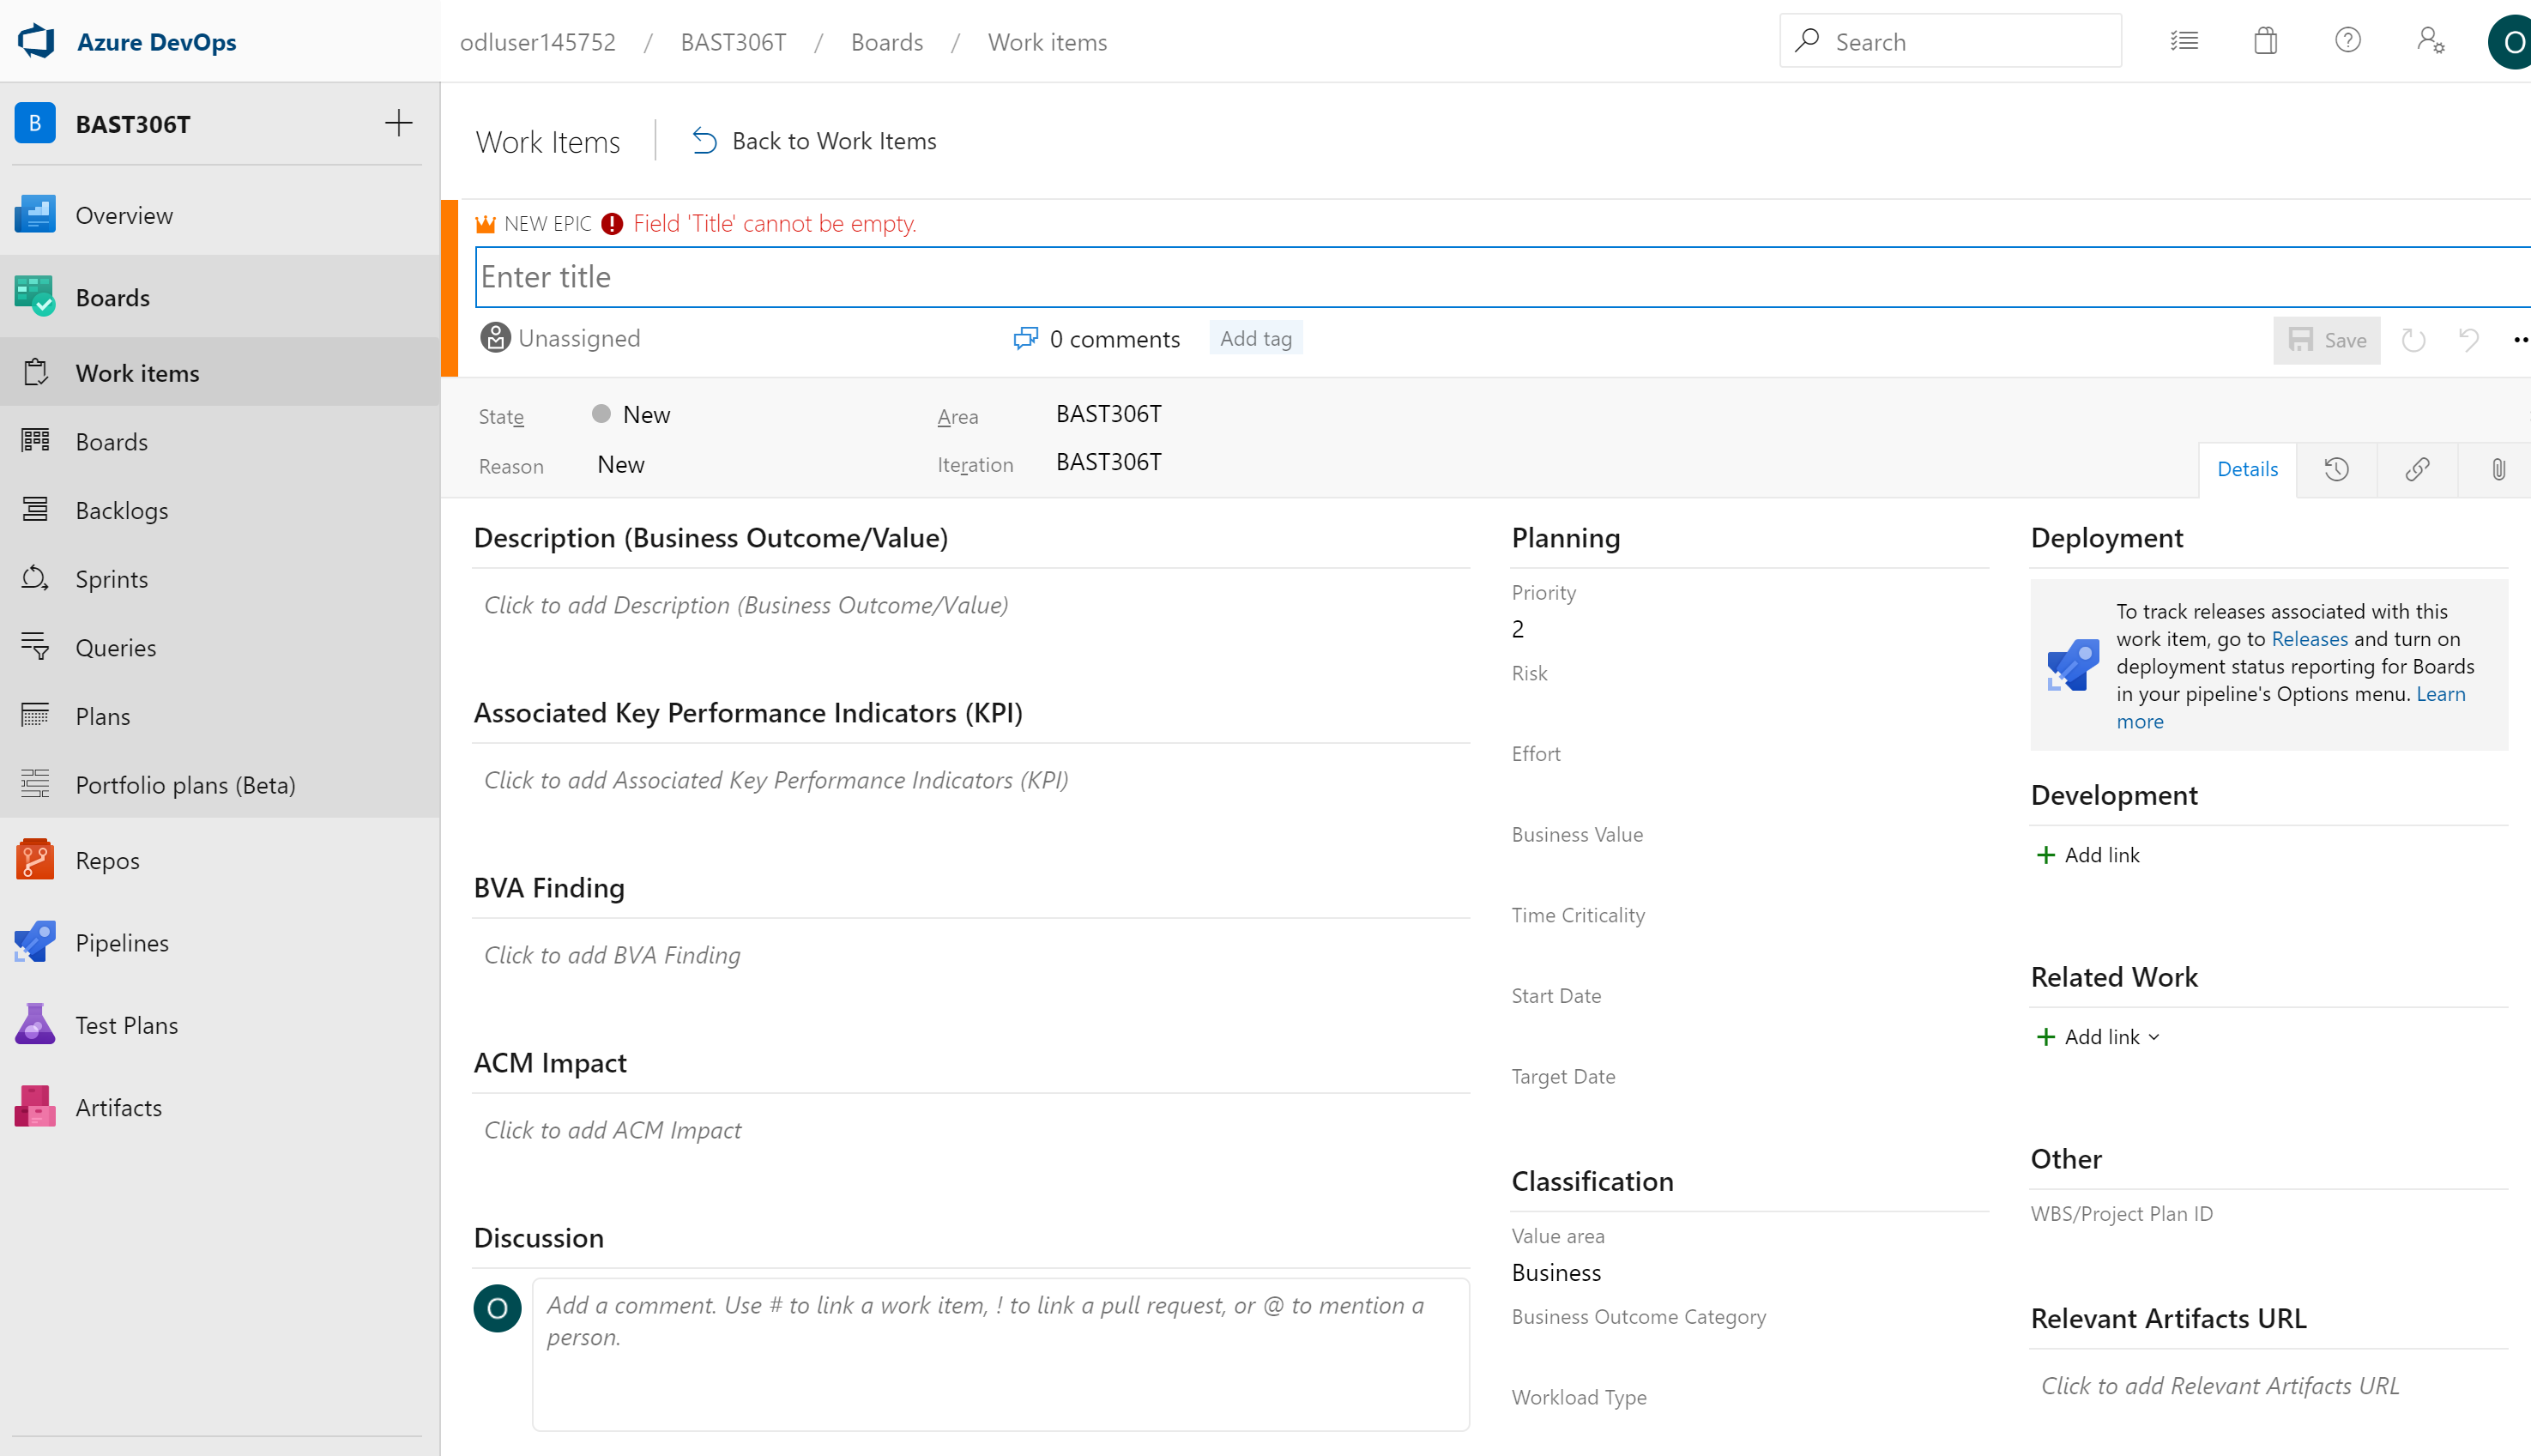 Azure DevOps
odluser145752 / BAST306T / Boards / Work items
Search
O
B BAST306T
Overview
Boards
Work items
Boards
Backlogs
Sprints
Queries
Plans
Portfolio plans (Beta)
Repos
Pipelines
Test Plans
Artifacts
Work Items
Back to Work Items
NEW EPIC Field 'Title' cannot be empty.
Enter title
Unassigned
0 comments
Add tag
Save
State New
Area BAST306T
Reason New
Iteration BAST306T
Details
Description (Business Outcome/Value)
Click to add Description (Business Outcome/Value)
Associated Key Performance Indicators (KPI)
Click to add Associated Key Performance Indicators (KPI)
BVA Finding
Click to add BVA Finding
ACM Impact
Click to add ACM Impact
Discussion
O
Add a comment. Use # to link a work item, ! to link a pull request, or @ to mention a
person.
Planning
Priority
2
Risk
Effort
Business Value
Time Criticality
Start Date
Target Date
Classification
Value area
Business
Business Outcome Category
Workload Type
Deployment
To track releases associated with this
work item, go to Releases and turn on
deployment status reporting for Boards
in your pipeline's Options menu. Learn
more
Development
+ Add link
Related Work
+ Add link
Other
WBS/Project Plan ID
Relevant Artifacts URL
Click to add Relevant Artifacts URL